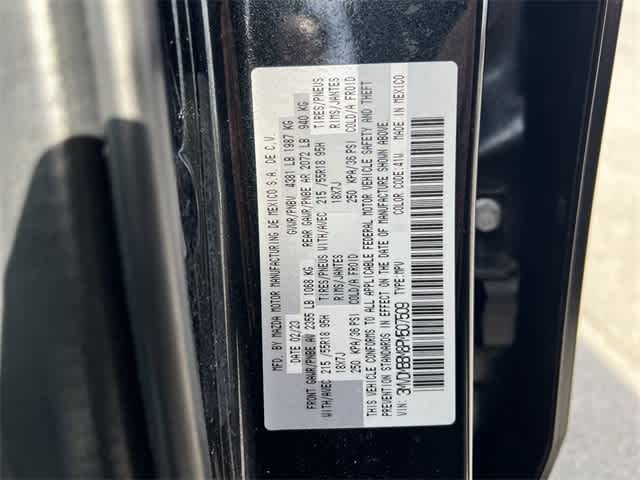 MFD. BY MAZDA MOTOR MANUFACTURING DE MEXICO S.A. DE C.V.
DATE 02/23 GVWR/PNBV 4381 LB 1987 KG
FRONT GAWR/PNBE AV 2355 LB 1068 KG REAR GAWR/PNBE AR 2072 LB 940 KG
WITH/AVEC 215/55R18 95H TIRES/PNEUS WITH/AVEC 215/55R18 95H TIRES/PNEUS
18X7J RIMS/JANTES 18X7J RIMS/JANTES
250 KPA/36 PSI COLD/A FROID 250 KPA/36 PSI COLD/A FROID
THIS VEHICLE CONFORMS TO ALL APPLICABLE FEDERAL MOTOR VEHICLE SAFETY AND THEFT
PREVENTION STANDARDS IN EFFECT ON THE DATE OF MANUFACTURE SHOWN ABOVE.
VIN: TYPE:MPV COLOR CODE:41W MADE IN MEXICO